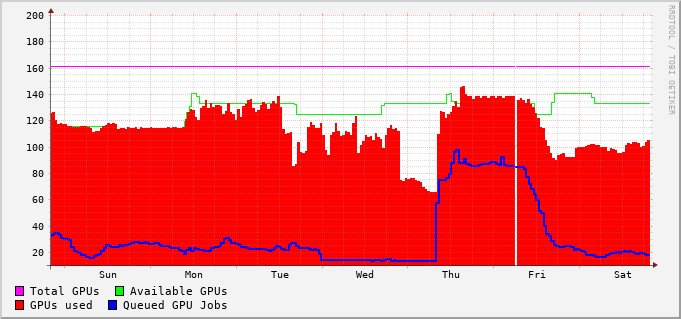 200
180
160
140
120
100
80
60
40
20
Sun Mon Tue Wed Thu Fri Sat
Total GPUs Available GPUs
GPUs used Queued GPU Jobs
RRDTOOL / TOBI OETIKER